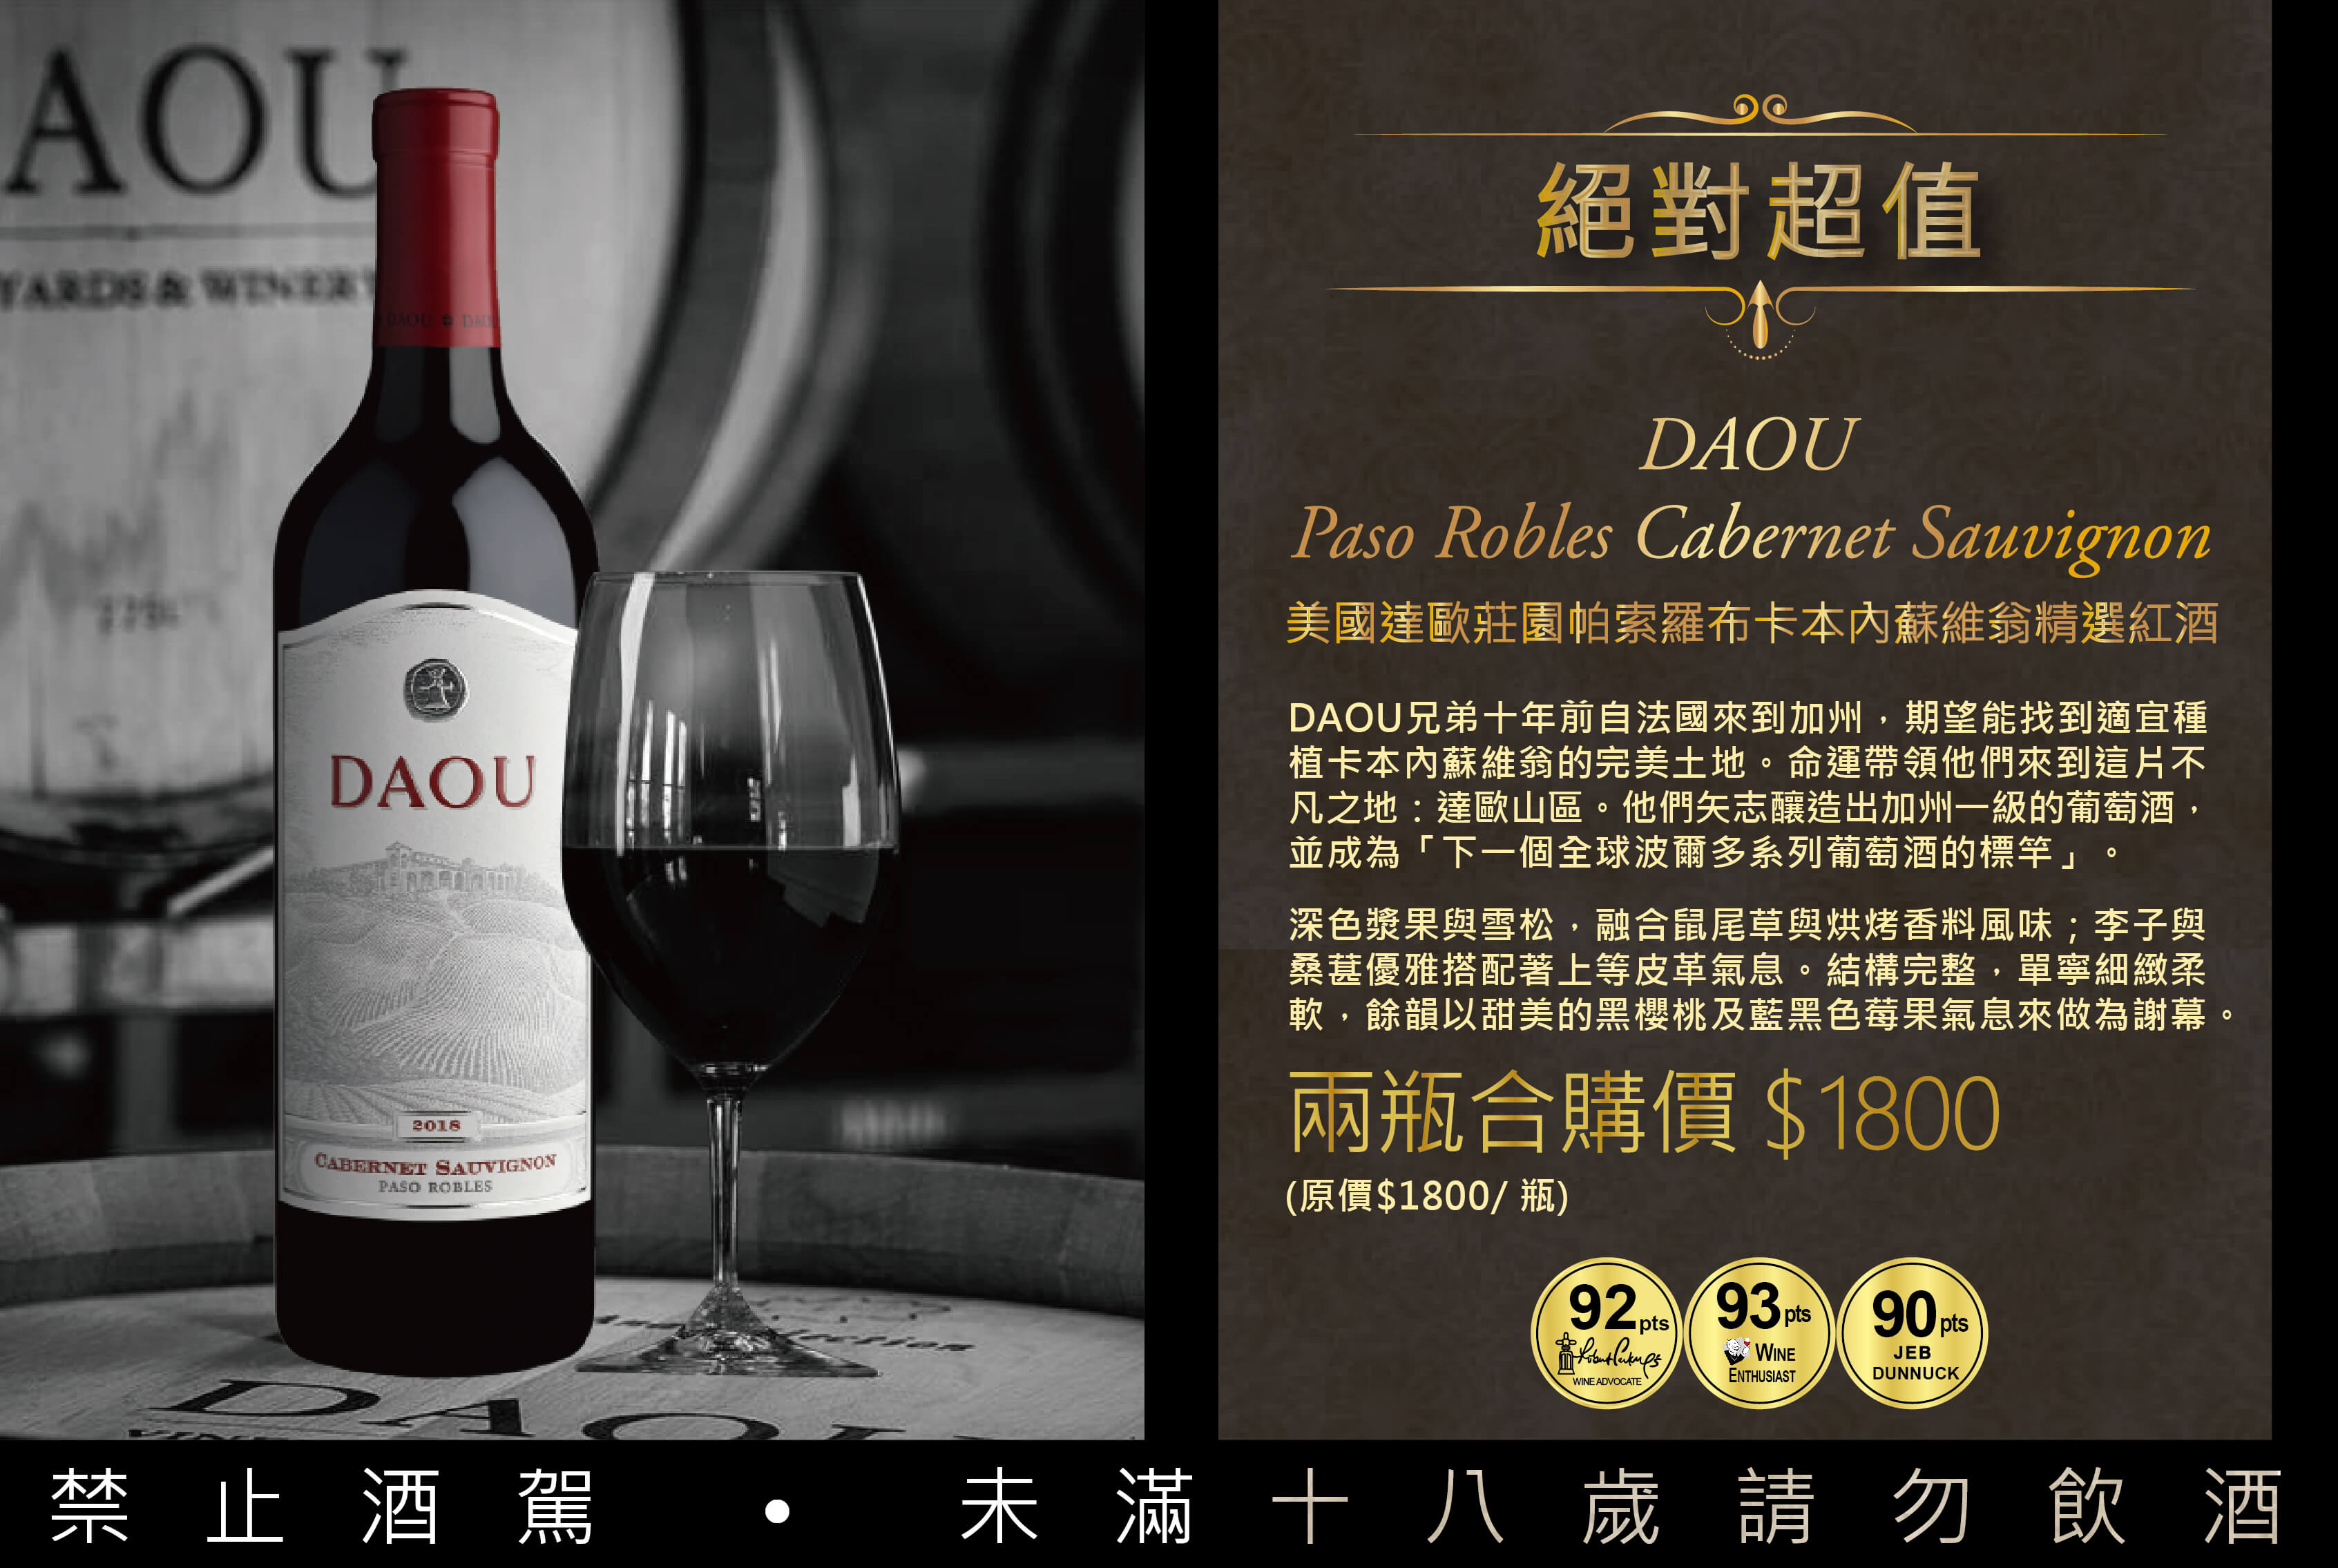 AOU
YARDS & WINERY
DAOU DAOU
DAOU
2018
CABERNET SAUVIGNON
PASO ROBLES
DAOU
絕對超值
DAOU
Paso Robles Cabernet Sauvignon
美國達歐莊園帕索羅布卡本內蘇維翁精選紅酒
DAOU兄弟十年前自法國來到加州，期望能找到適宜種
植卡本內蘇維翁的完美土地。命運帶領他們來到這片不
凡之地：達歐山區。他們矢志釀造出加州一級的葡萄酒，
並成為「下一個全球波爾多系列葡萄酒的標竿」。
深色漿果與雪松，融合鼠尾草與烘烤香料風味；李子與
桑葚優雅搭配著上等皮革氣息。結構完整，單寧細緻柔
軟，餘韻以甜美的黑櫻桃及藍黑色莓果氣息來做為謝幕。
兩瓶合購價 $1800
(原價$1800/ 瓶)
92pts
Robert Parker
WINE ADVOCATE
93pts
WINE
ENTHUSIAST
90pts
JEB
DUNNUCK
禁止酒駕 • 未滿十八歲請勿飲酒